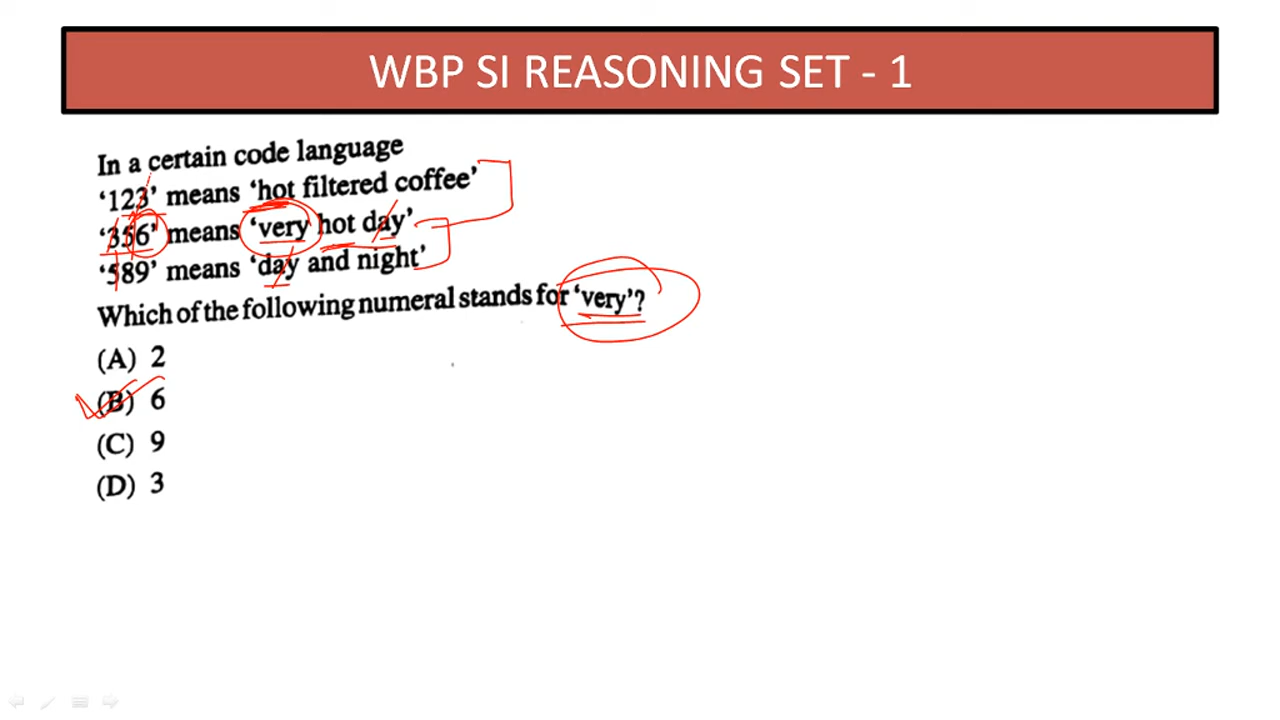 WBP SI REASONING SET - 1
In a certain code language
‘123’ means ‘hot filtered coffee’
‘356’ means ‘very hot day’
‘589’ means ‘day and night’
Which of the following numeral stands for ‘very’?
(A) 2
(B) 6
(C) 9
(D) 3